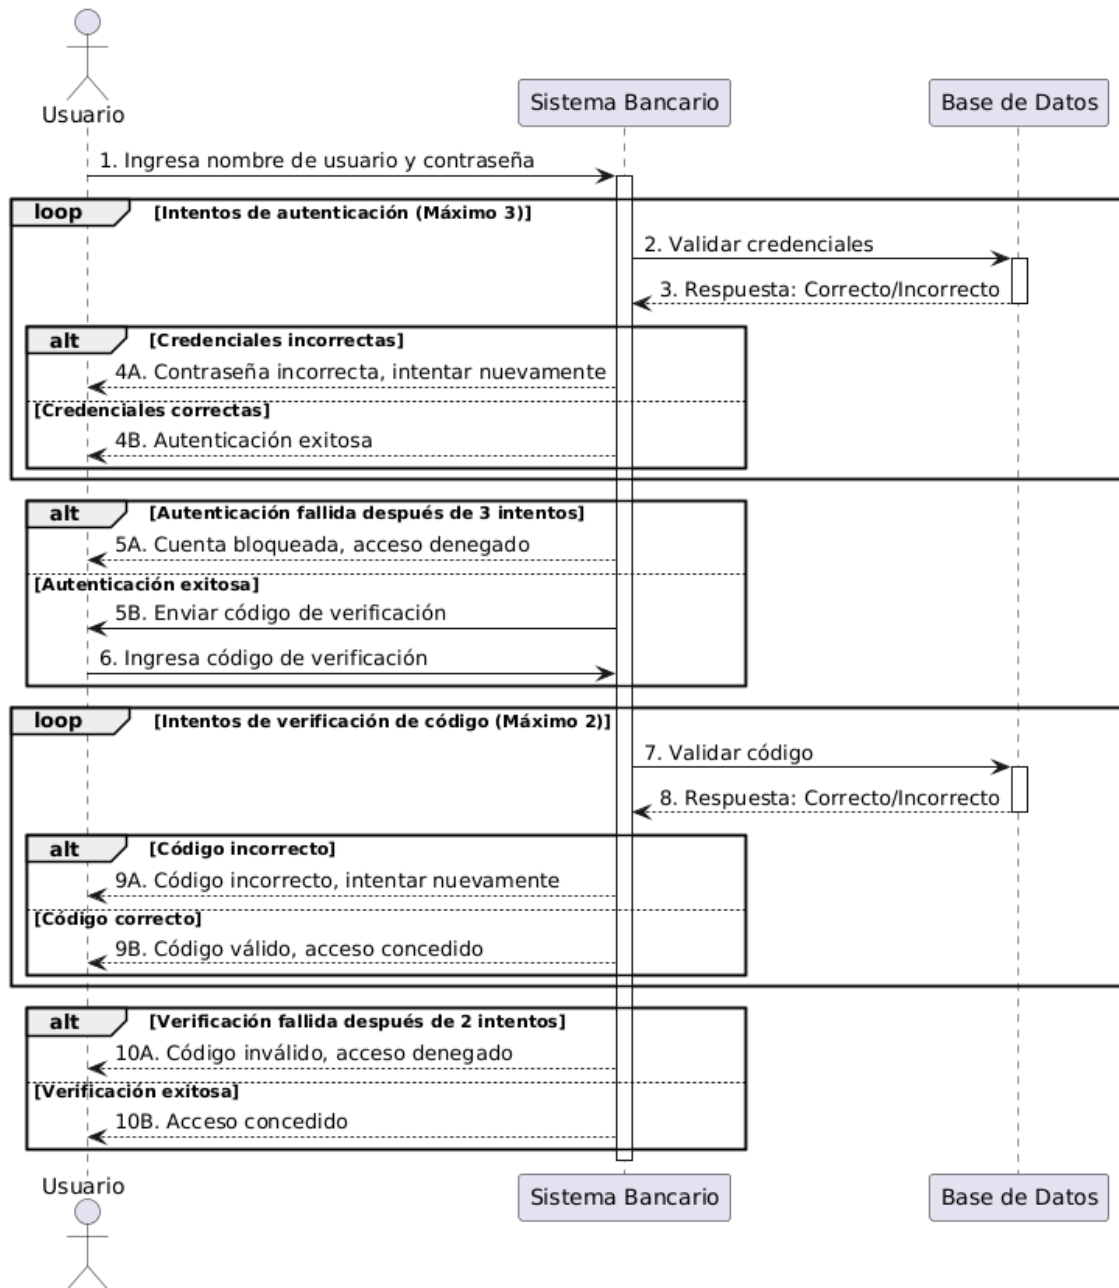 Usuario
Sistema Bancario
Base de Datos
1. Ingresa nombre de usuario y contraseña
loop [Intentos de autenticación (Máximo 3)]
2. Validar credenciales
3. Respuesta: Correcto/Incorrecto
alt [Credenciales incorrectas]
4A. Contraseña incorrecta, intentar nuevamente
[Credenciales correctas]
4B. Autenticación exitosa
alt [Autenticación fallida después de 3 intentos]
5A. Cuenta bloqueada, acceso denegado
[Autenticación exitosa]
5B. Enviar código de verificación
6. Ingresa código de verificación
loop [Intentos de verificación de código (Máximo 2)]
7. Validar código
8. Respuesta: Correcto/Incorrecto
alt [Código incorrecto]
9A. Código incorrecto, intentar nuevamente
[Código correcto]
9B. Código válido, acceso concedido
alt [Verificación fallida después de 2 intentos]
10A. Código inválido, acceso denegado
[Verificación exitosa]
10B. Acceso concedido
Usuario
Sistema Bancario
Base de Datos